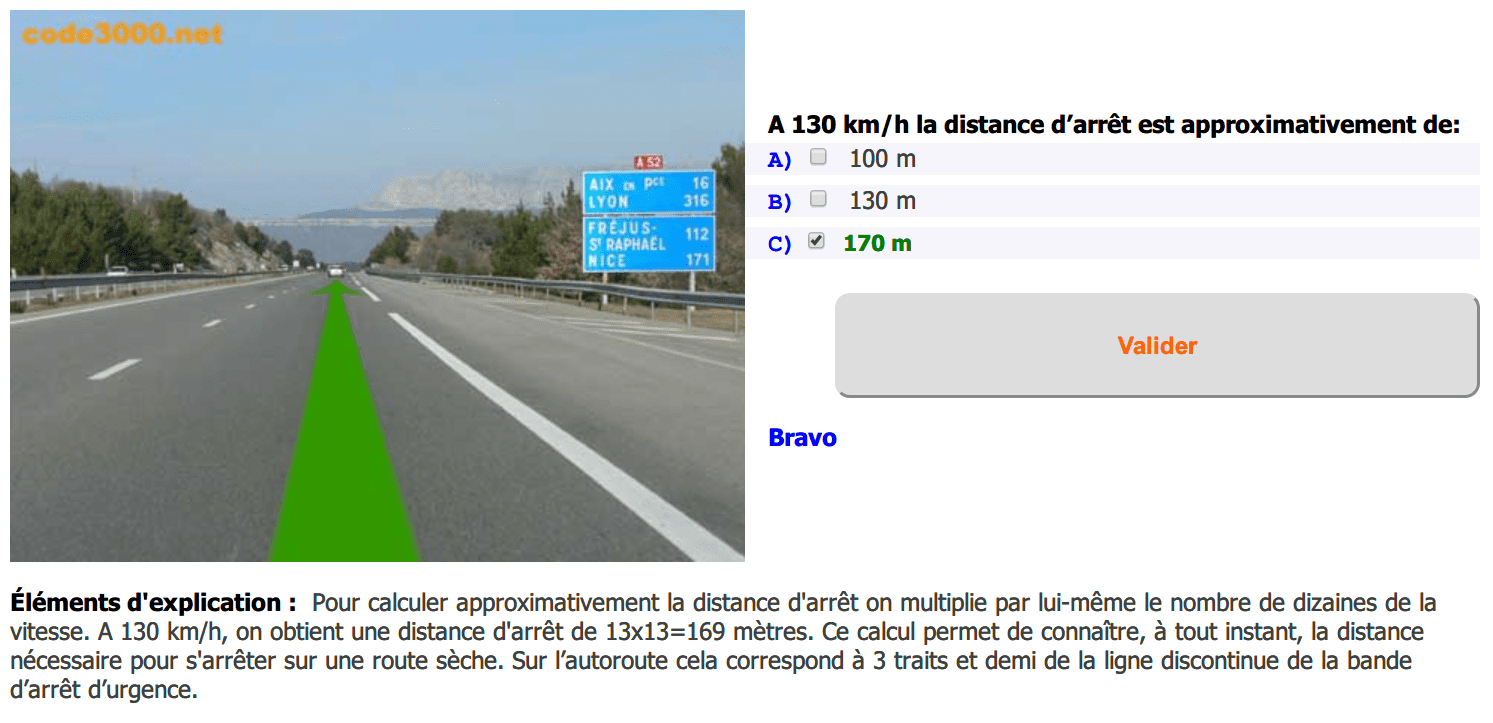 code3000.net
A 52
AIX EN PCE 16
LYON 316
FRÉJUS-
ST RAPHAËL 112
NICE 171
A 130 km/h la distance d’arrêt est approximativement de:
A) 100 m
B) 130 m
C) 170 m
Valider
Bravo
Éléments d'explication : Pour calculer approximativement la distance d'arrêt on multiplie par lui-même le nombre de dizaines de la
vitesse. A 130 km/h, on obtient une distance d'arrêt de 13x13=169 mètres. Ce calcul permet de connaître, à tout instant, la distance
nécessaire pour s'arrêter sur une route sèche. Sur l’autoroute cela correspond à 3 traits et demi de la ligne discontinue de la bande
d’arrêt d’urgence.